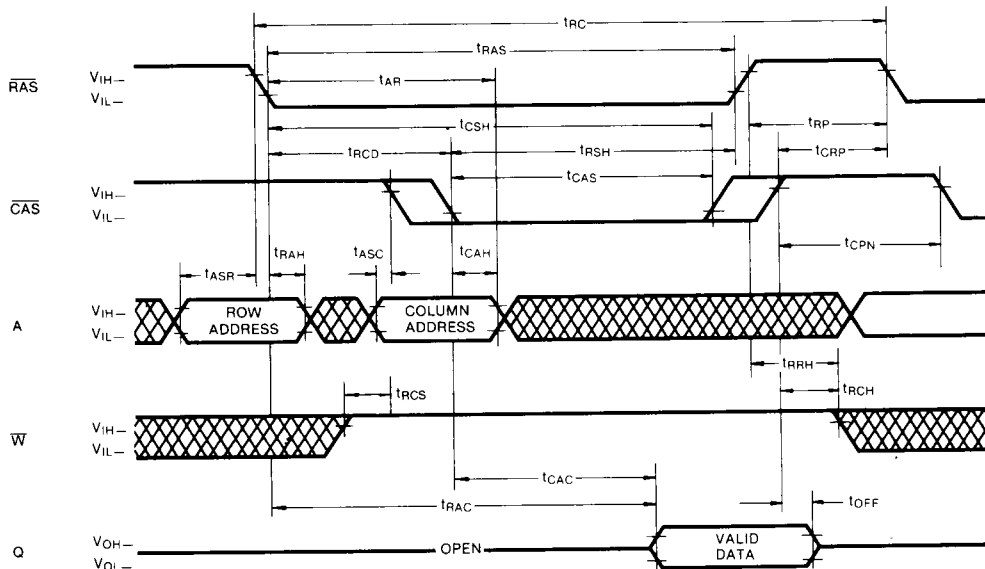 tRC
tRAS
tAR
RAS
VIH
VIL
tCSH
tRP
tRCD
tRSH
tCRP
tCAS
CAS
VIH
VIL
tASR
tRAH
tASC
tCAH
tCPN
A
VIH
VIL
ROW
ADDRESS
COLUMN
ADDRESS
tRRH
tRCS
tRCH
W
VIH
VIL
tCAC
tRAC
tOFF
Q
VOH
VOL
OPEN
VALID
DATA